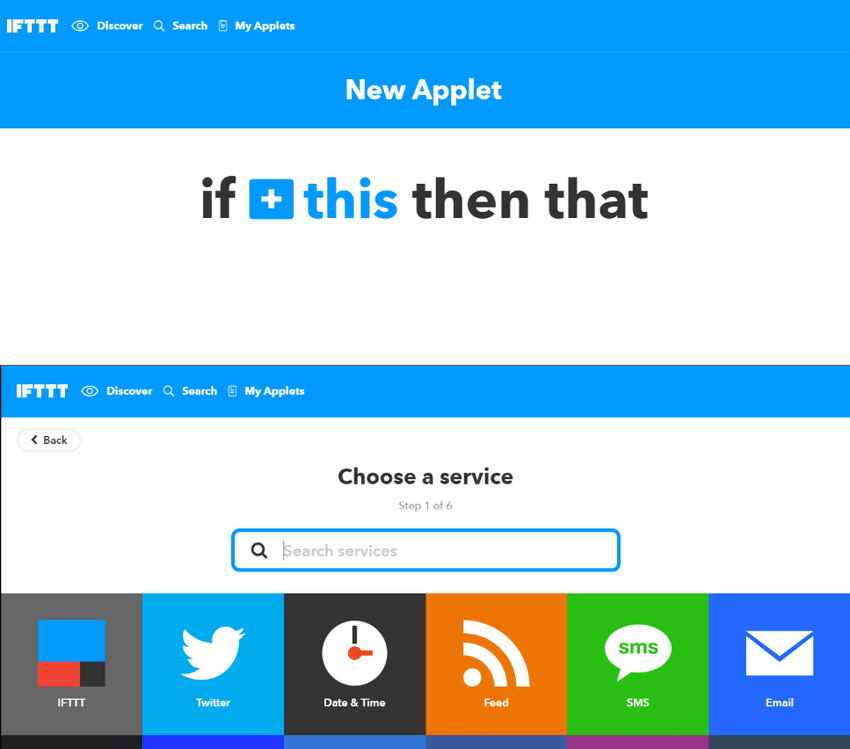 IFTTT Discover Search My Applets
New Applet
if + this then that
IFTTT Discover Search My Applets
Back
Choose a service
Step 1 of 6
Search services
sms
IFTTT Twitter Date & Time Feed SMS Email